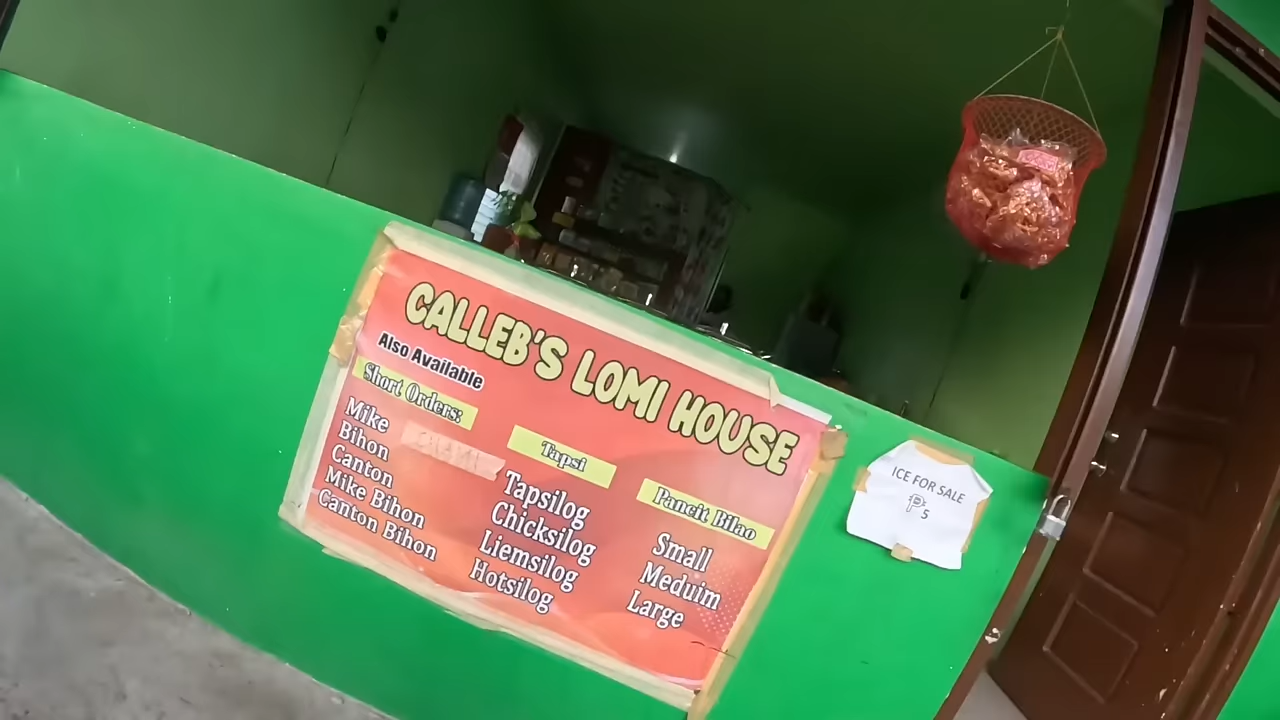 CALLEB'S LOMI HOUSE
Also Available
Short Orders:
Mike
Bihon
Canton
Mike Bihon
Canton Bihon
Tapsi
Tapsilog
Chicksilog
Liemsilog
Hotsilog
Pancit Bilao
Small
Meduim
Large
ICE FOR SALE
₱5